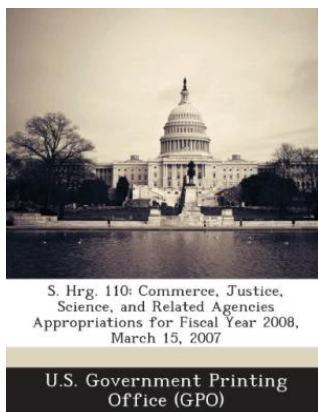 S. Hrg. 110: Commerce, Justice,
Science, and Related Agencies
Appropriations for Fiscal Year 2008,
March 15, 2007
U.S. Government Printing
Office (GPO)